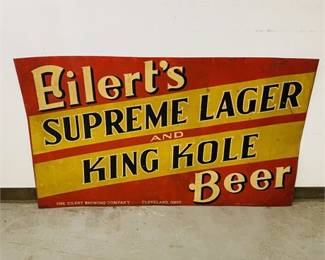 Eilert's
SUPREME LAGER
AND
KING KOLE
Beer
THE EILERT BREWING COMPANY . . . CLEVELAND, OHIO